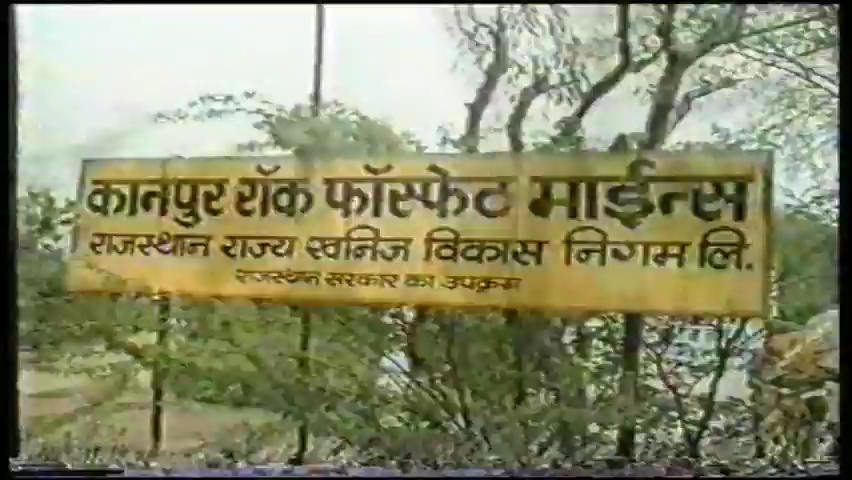 कानपुर रॉक फॉस्फेट माईन्स
राजस्थान राज्य खनिज विकास निगम लि.
राजस्थान सरकार का उपक्रम